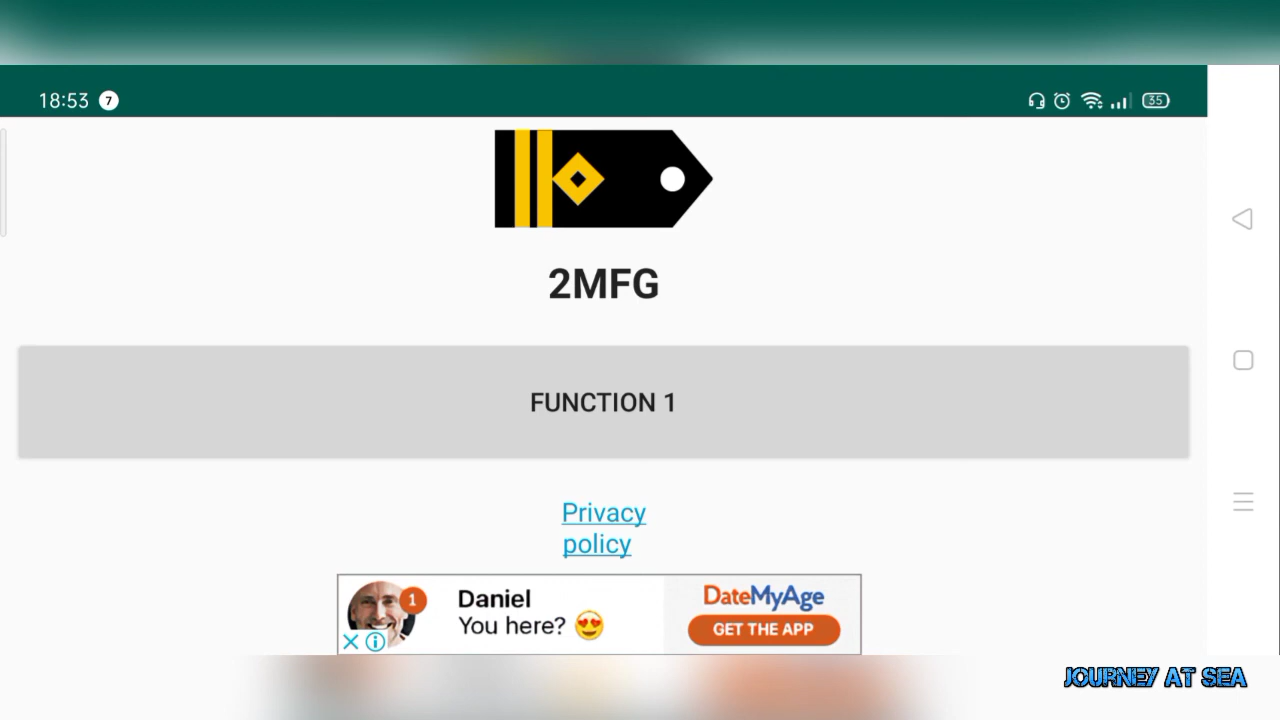 18:53 7
35
2MFG
FUNCTION 1
Privacy
policy
1
Daniel
You here?
DateMyAge
GET THE APP
JOURNEY AT SEA